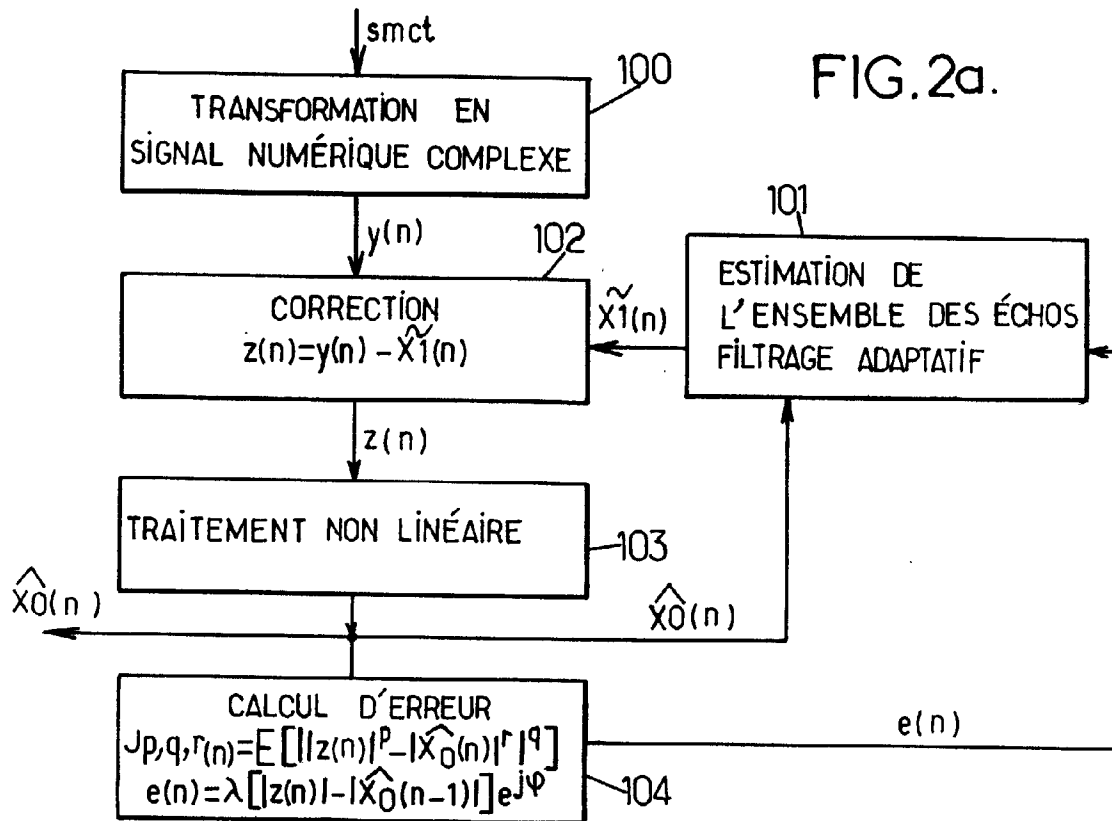 smct
100
FIG.2a.
TRANSFORMATION EN
SIGNAL NUMÉRIQUE COMPLEXE
y(n)
102
101
CORRECTION
z(n)=y(n) - X̃1(n)
X̃1(n)
ESTIMATION DE
L'ENSEMBLE DES ÉCHOS
FILTRAGE ADAPTATIF
z(n)
TRAITEMENT NON LINÉAIRE
103
X̂0(n)
X̂0(n)
CALCUL D'ERREUR
Jp,q,r(n)=E[||z(n)|ᵖ-|X̂0(n)|ʳ|^q]
e(n)=λ[|z(n)|-|X̂0(n-1)|]e^jφ
e(n)
104